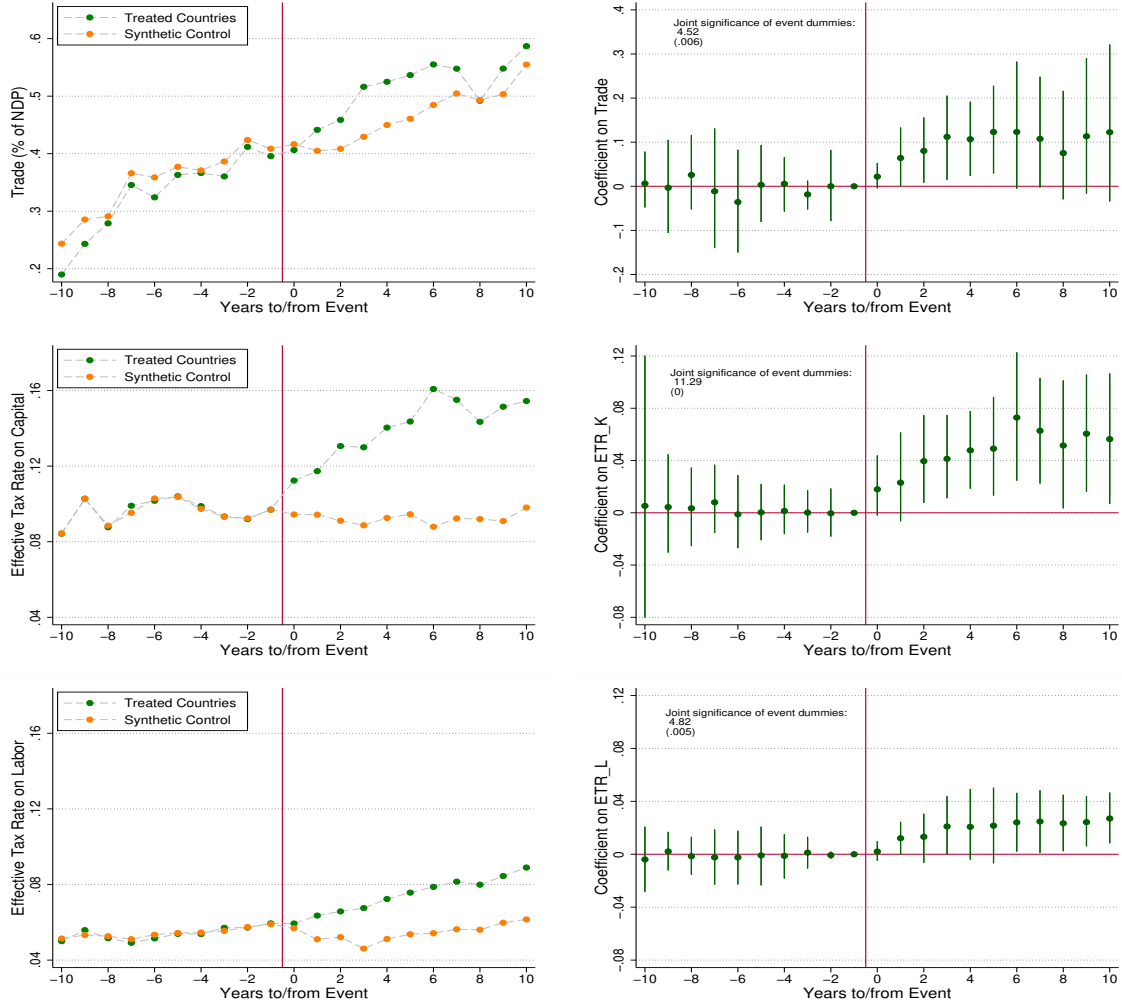 Treated Countries
Synthetic Control
Trade (% of NDP)
.2 .3 .4 .5 .6
−10 −8 −6 −4 −2 0 2 4 6 8 10
Years to/from Event
Joint significance of event dummies:
4.52
(.006)
Coefficient on Trade
−.2 −.1 0 .1 .2 .3 .4
−10 −8 −6 −4 −2 0 2 4 6 8 10
Years to/from Event
Treated Countries
Synthetic Control
Effective Tax Rate on Capital
.04 .08 .12 .16
−10 −8 −6 −4 −2 0 2 4 6 8 10
Years to/from Event
Joint significance of event dummies:
11.29
(0)
Coefficient on ETR_K
−.08 −.04 0 .04 .08 .12
−10 −8 −6 −4 −2 0 2 4 6 8 10
Years to/from Event
Treated Countries
Synthetic Control
Effective Tax Rate on Labor
.04 .08 .12 .16
−10 −8 −6 −4 −2 0 2 4 6 8 10
Years to/from Event
Joint significance of event dummies:
4.82
(.005)
Coefficient on ETR_L
−.08 −.04 0 .04 .08 .12
−10 −8 −6 −4 −2 0 2 4 6 8 10
Years to/from Event